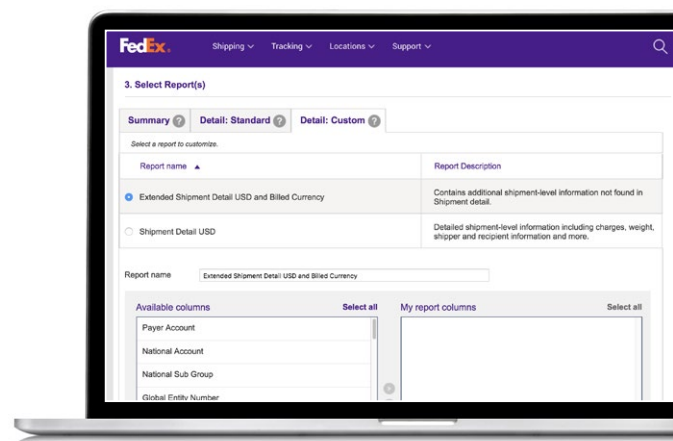 FedEx.
Shipping Tracking Locations Support
3. Select Report(s)
Summary ? Detail: Standard ? Detail: Custom ?
Select a report to customize.
Report name Report Description
Extended Shipment Detail USD and Billed Currency
Contains additional shipment-level information not found in
Shipment detail.
Shipment Detail USD
Detailed shipment-level information including charges, weight,
shipper and recipient information and more.
Report name Extended Shipment Detail USD and Billed Currency
Available columns Select all My report columns Select all
Payer Account
National Account
National Sub Group
Global Entity Number